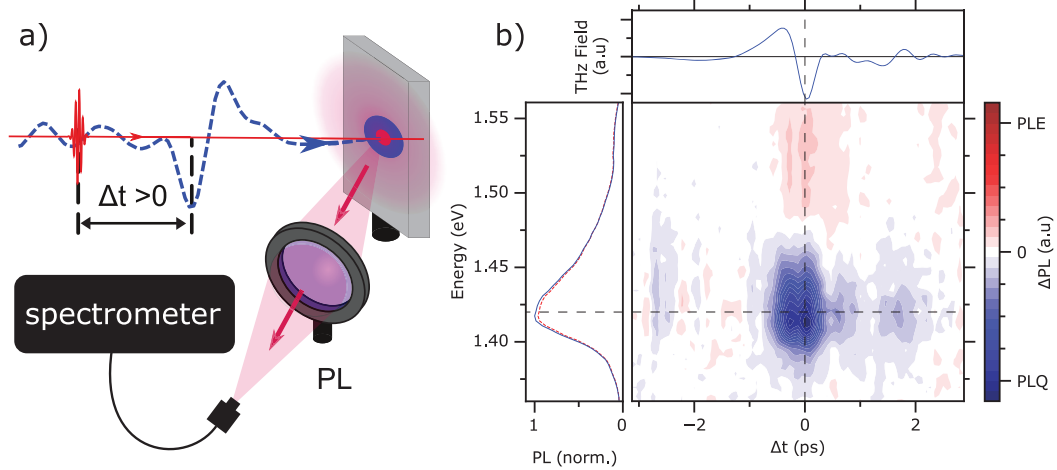 a)
Δt >0
spectrometer
PL
b)
THz Field
(a.u)
1.55
1.50
1.45
1.40
Energy (eV)
1
0
PL (norm.)
−2
0
2
Δt (ps)
PLE
0
PLQ
ΔPL (a.u)